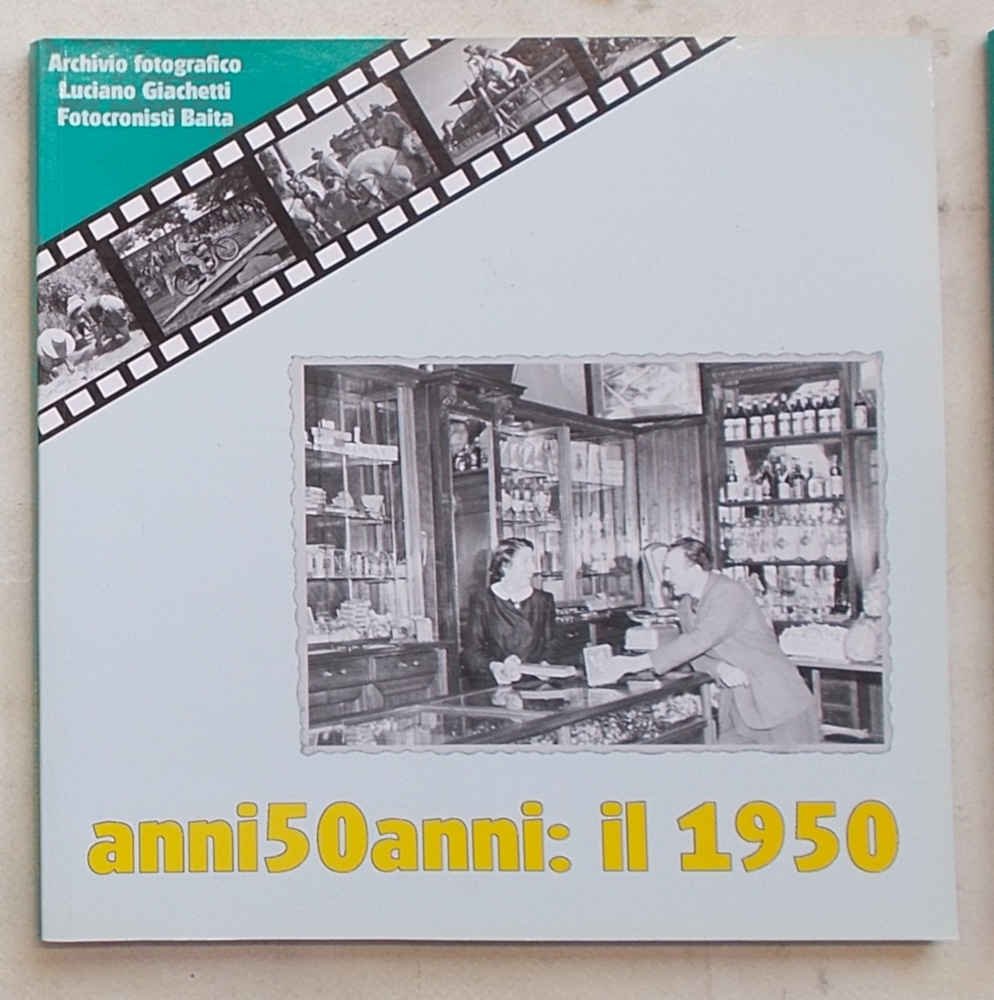 Archivio fotografico
Luciano Giachetti
Fotocronisti Baita
anni50anni: il 1950